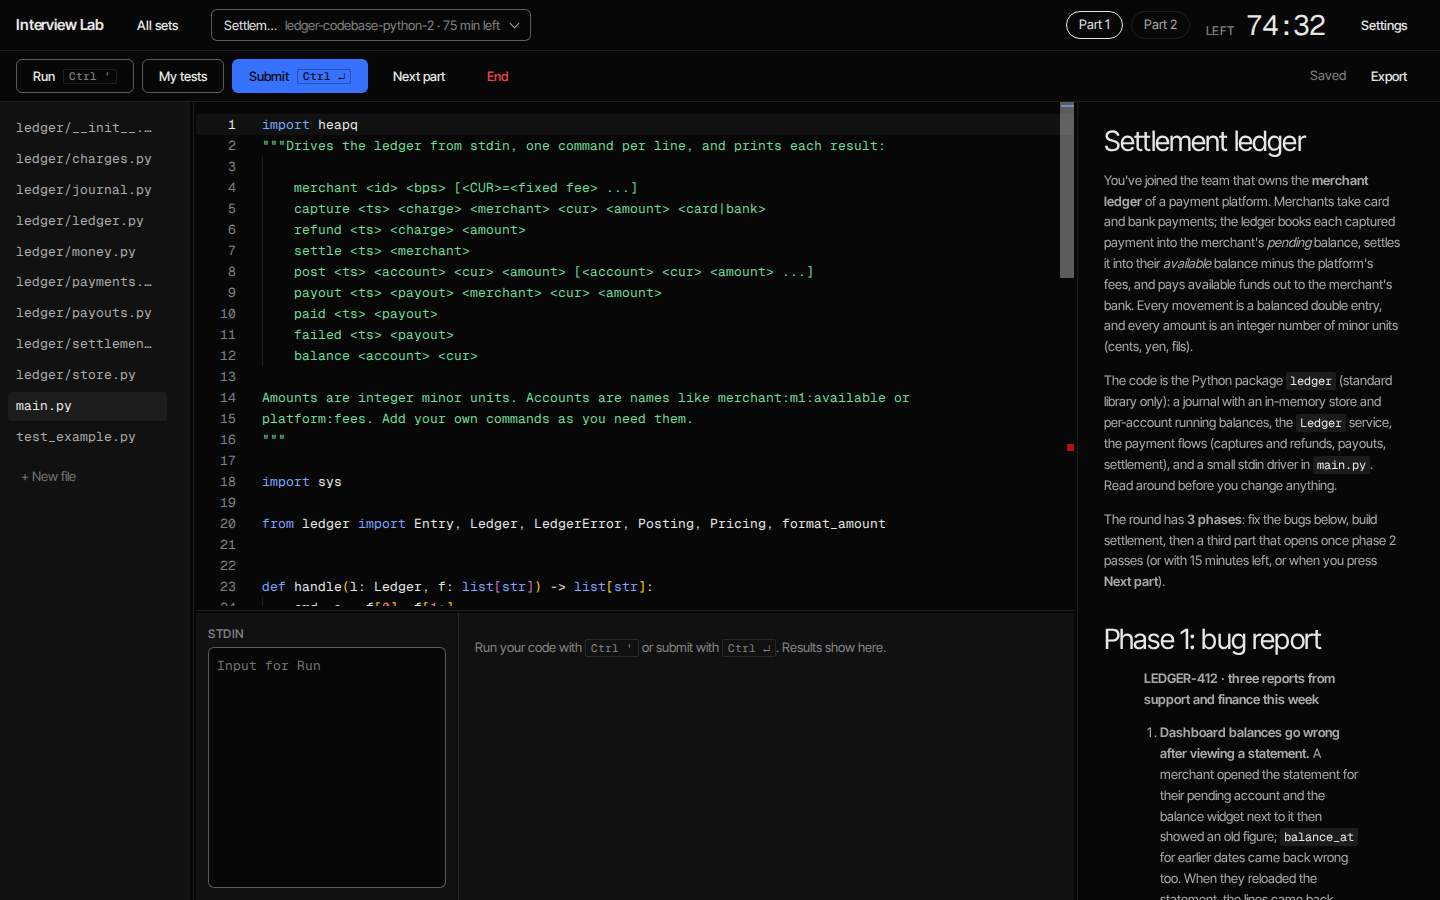 Interview Lab
All sets
Settlem... ledger-codebase-python-2 · 75 min left
Part 1
Part 2
LEFT 74:32
Settings
Run Ctrl '
My tests
Submit Ctrl ↵
Next part
End
Saved
Export
ledger/__init__....
ledger/charges.py
ledger/journal.py
ledger/ledger.py
ledger/money.py
ledger/payments....
ledger/payouts.py
ledger/settlemen...
ledger/store.py
main.py
test_example.py
+ New file
1 import heapq
2 """Drives the ledger from stdin, one command per line, and prints each result:
3
4 merchant <id> <bps> [<CUR>=<fixed fee> ...]
5 capture <ts> <charge> <merchant> <cur> <amount> <card|bank>
6 refund <ts> <charge> <amount>
7 settle <ts> <merchant>
8 post <ts> <account> <cur> <amount> [<account> <cur> <amount> ...]
9 payout <ts> <payout> <merchant> <cur> <amount>
10 paid <ts> <payout>
11 failed <ts> <payout>
12 balance <account> <cur>
13
14 Amounts are integer minor units. Accounts are names like merchant:m1:available or
15 platform:fees. Add your own commands as you need them.
16 """
17
18 import sys
19
20 from ledger import Entry, Ledger, LedgerError, Posting, Pricing, format_amount
21
22
23 def handle(l: Ledger, f: list[str]) -> list[str]:
STDIN
Input for Run
Run your code with Ctrl ' or submit with Ctrl ↵. Results show here.
Settlement ledger
You've joined the team that owns the merchant
ledger of a payment platform. Merchants take card
and bank payments; the ledger books each captured
payment into the merchant's pending balance, settles
it into their available balance minus the platform's
fees, and pays available funds out to the merchant's
bank. Every movement is a balanced double entry,
and every amount is an integer number of minor units
(cents, yen, fils).
The code is the Python package ledger (standard
library only): a journal with an in-memory store and
per-account running balances, the Ledger service,
the payment flows (captures and refunds, payouts,
settlement), and a small stdin driver in main.py.
Read around before you change anything.
The round has 3 phases: fix the bugs below, build
settlement, then a third part that opens once phase 2
passes (or with 15 minutes left, or when you press
Next part).
Phase 1: bug report
LEDGER-412 · three reports from
support and finance this week
1. Dashboard balances go wrong
after viewing a statement. A
merchant opened the statement for
their pending account and the
balance widget next to it then
showed an old figure; balance_at
for earlier dates came back wrong
too. When they reloaded the
statement, the lines came back